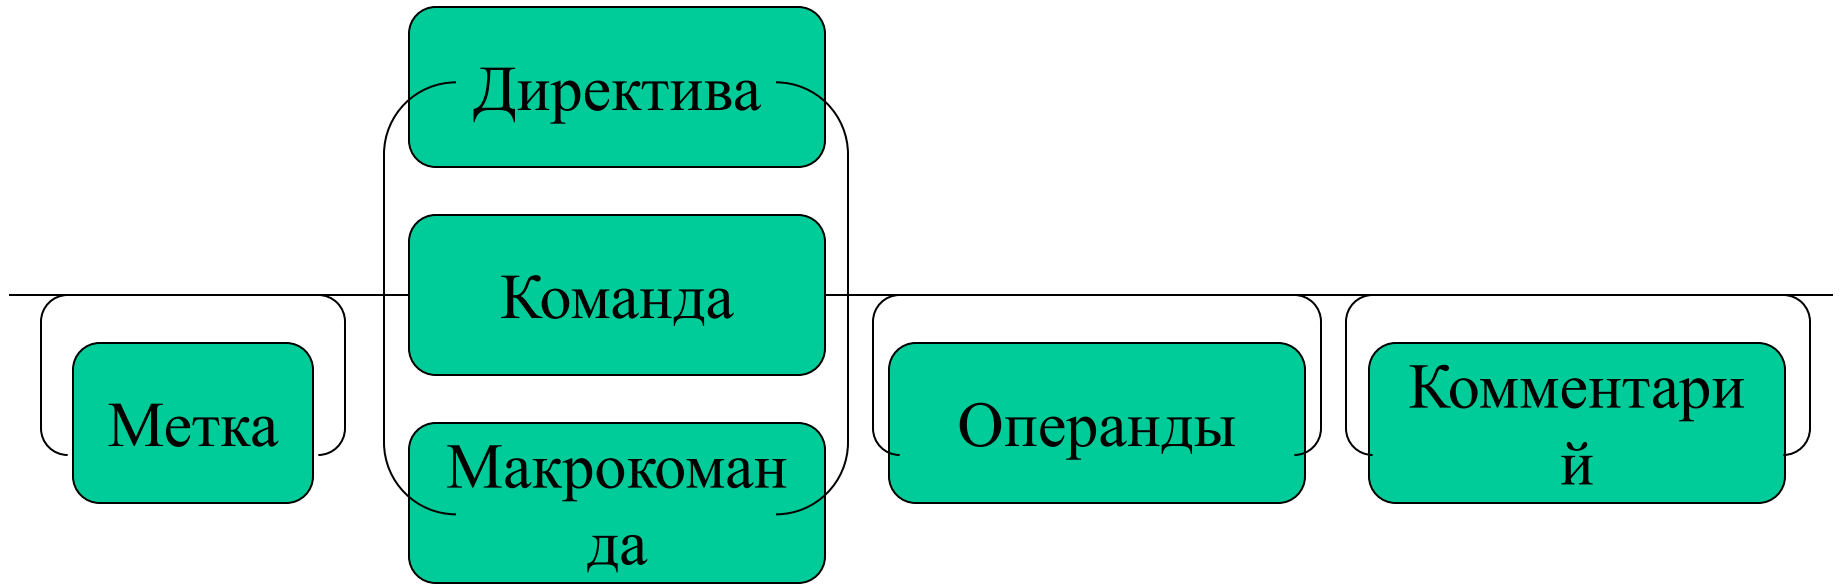 Директива
Команда
Макрокоман
да
Метка
Операнды
Комментари
й